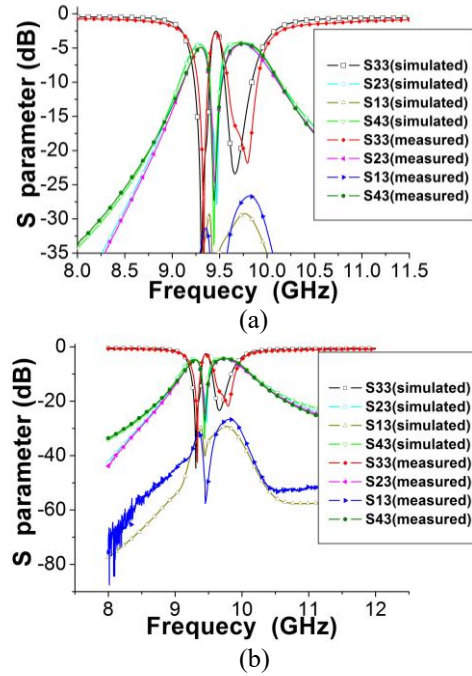 0
-5
-10
-15
-20
-25
-30
-35
S parameter (dB)
8.0 8.5 9.0 9.5 10.0 10.5 11.0 11.5
Frequecy (GHz)
S33(simulated)
S23(simulated)
S13(simulated)
S43(simulated)
S33(measured)
S23(measured)
S13(measured)
S43(measured)
(a)
0
-20
-40
-60
-80
S parameter (dB)
8 9 10 11 12
Frequecy (GHz)
S33(simulated)
S23(simulated)
S13(simulated)
S43(simulated)
S33(measured)
S23(measured)
S13(measured)
S43(measured)
(b)